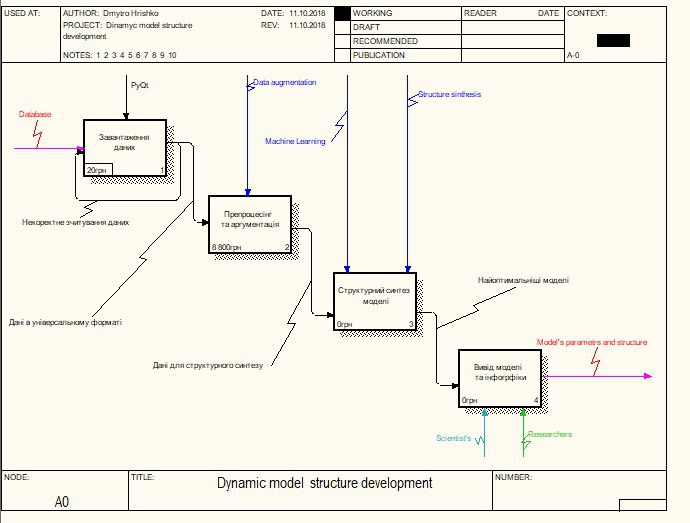 USED AT:
AUTHOR: Dmytro Hrishko
DATE: 11.10.2018
PROJECT: Dinamyc model structure
development
REV: 11.10.2018
NOTES: 1 2 3 4 5 6 7 8 9 10
WORKING
DRAFT
RECOMMENDED
PUBLICATION
READER
DATE
CONTEXT:
A-0
PyQt
Data augmentation
Structure sinthesis
Database
Machine Learning
Завантаження
даних
20грн
1
Некоректне зчитування даних
Препроцесінг
та аргументація
8 800грн
2
Дані в універсальному форматі
Структурний синтез
моделі
0грн
3
Найоптимальніші моделі
Дані для структурного синтезу
Model's parametrs and structure
Вивід моделі
та інфогрфіки
0грн
4
Scientist's
Researchers
NODE:
A0
TITLE:
Dynamic model structure development
NUMBER: